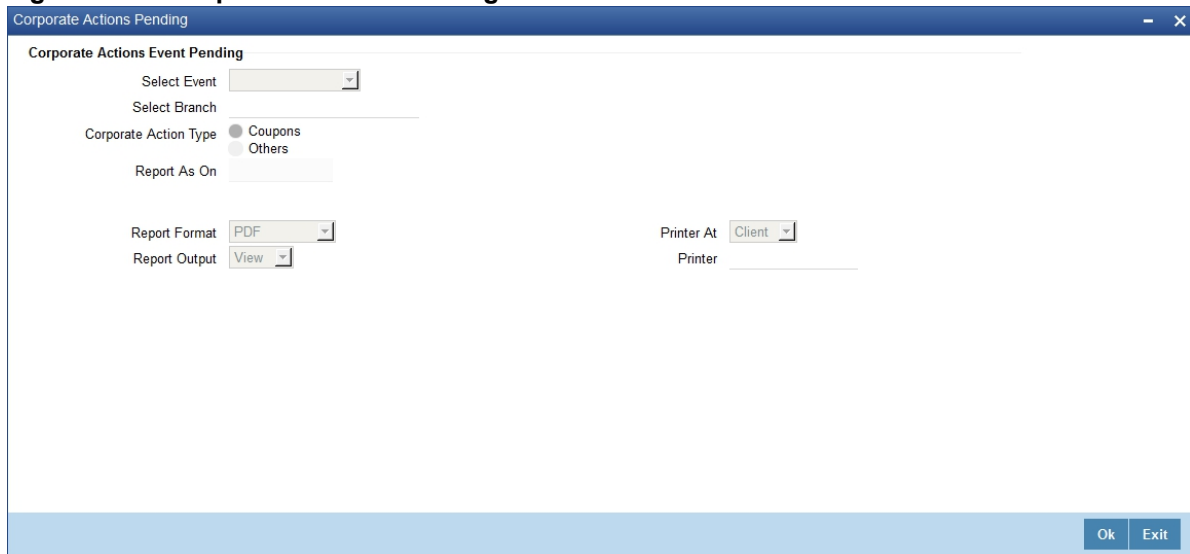 Corporate Actions Pending
Corporate Actions Event Pending
Select Event
Select Branch
Corporate Action Type Coupons
Others
Report As On
Report Format PDF Printer At Client
Report Output View Printer
Ok Exit